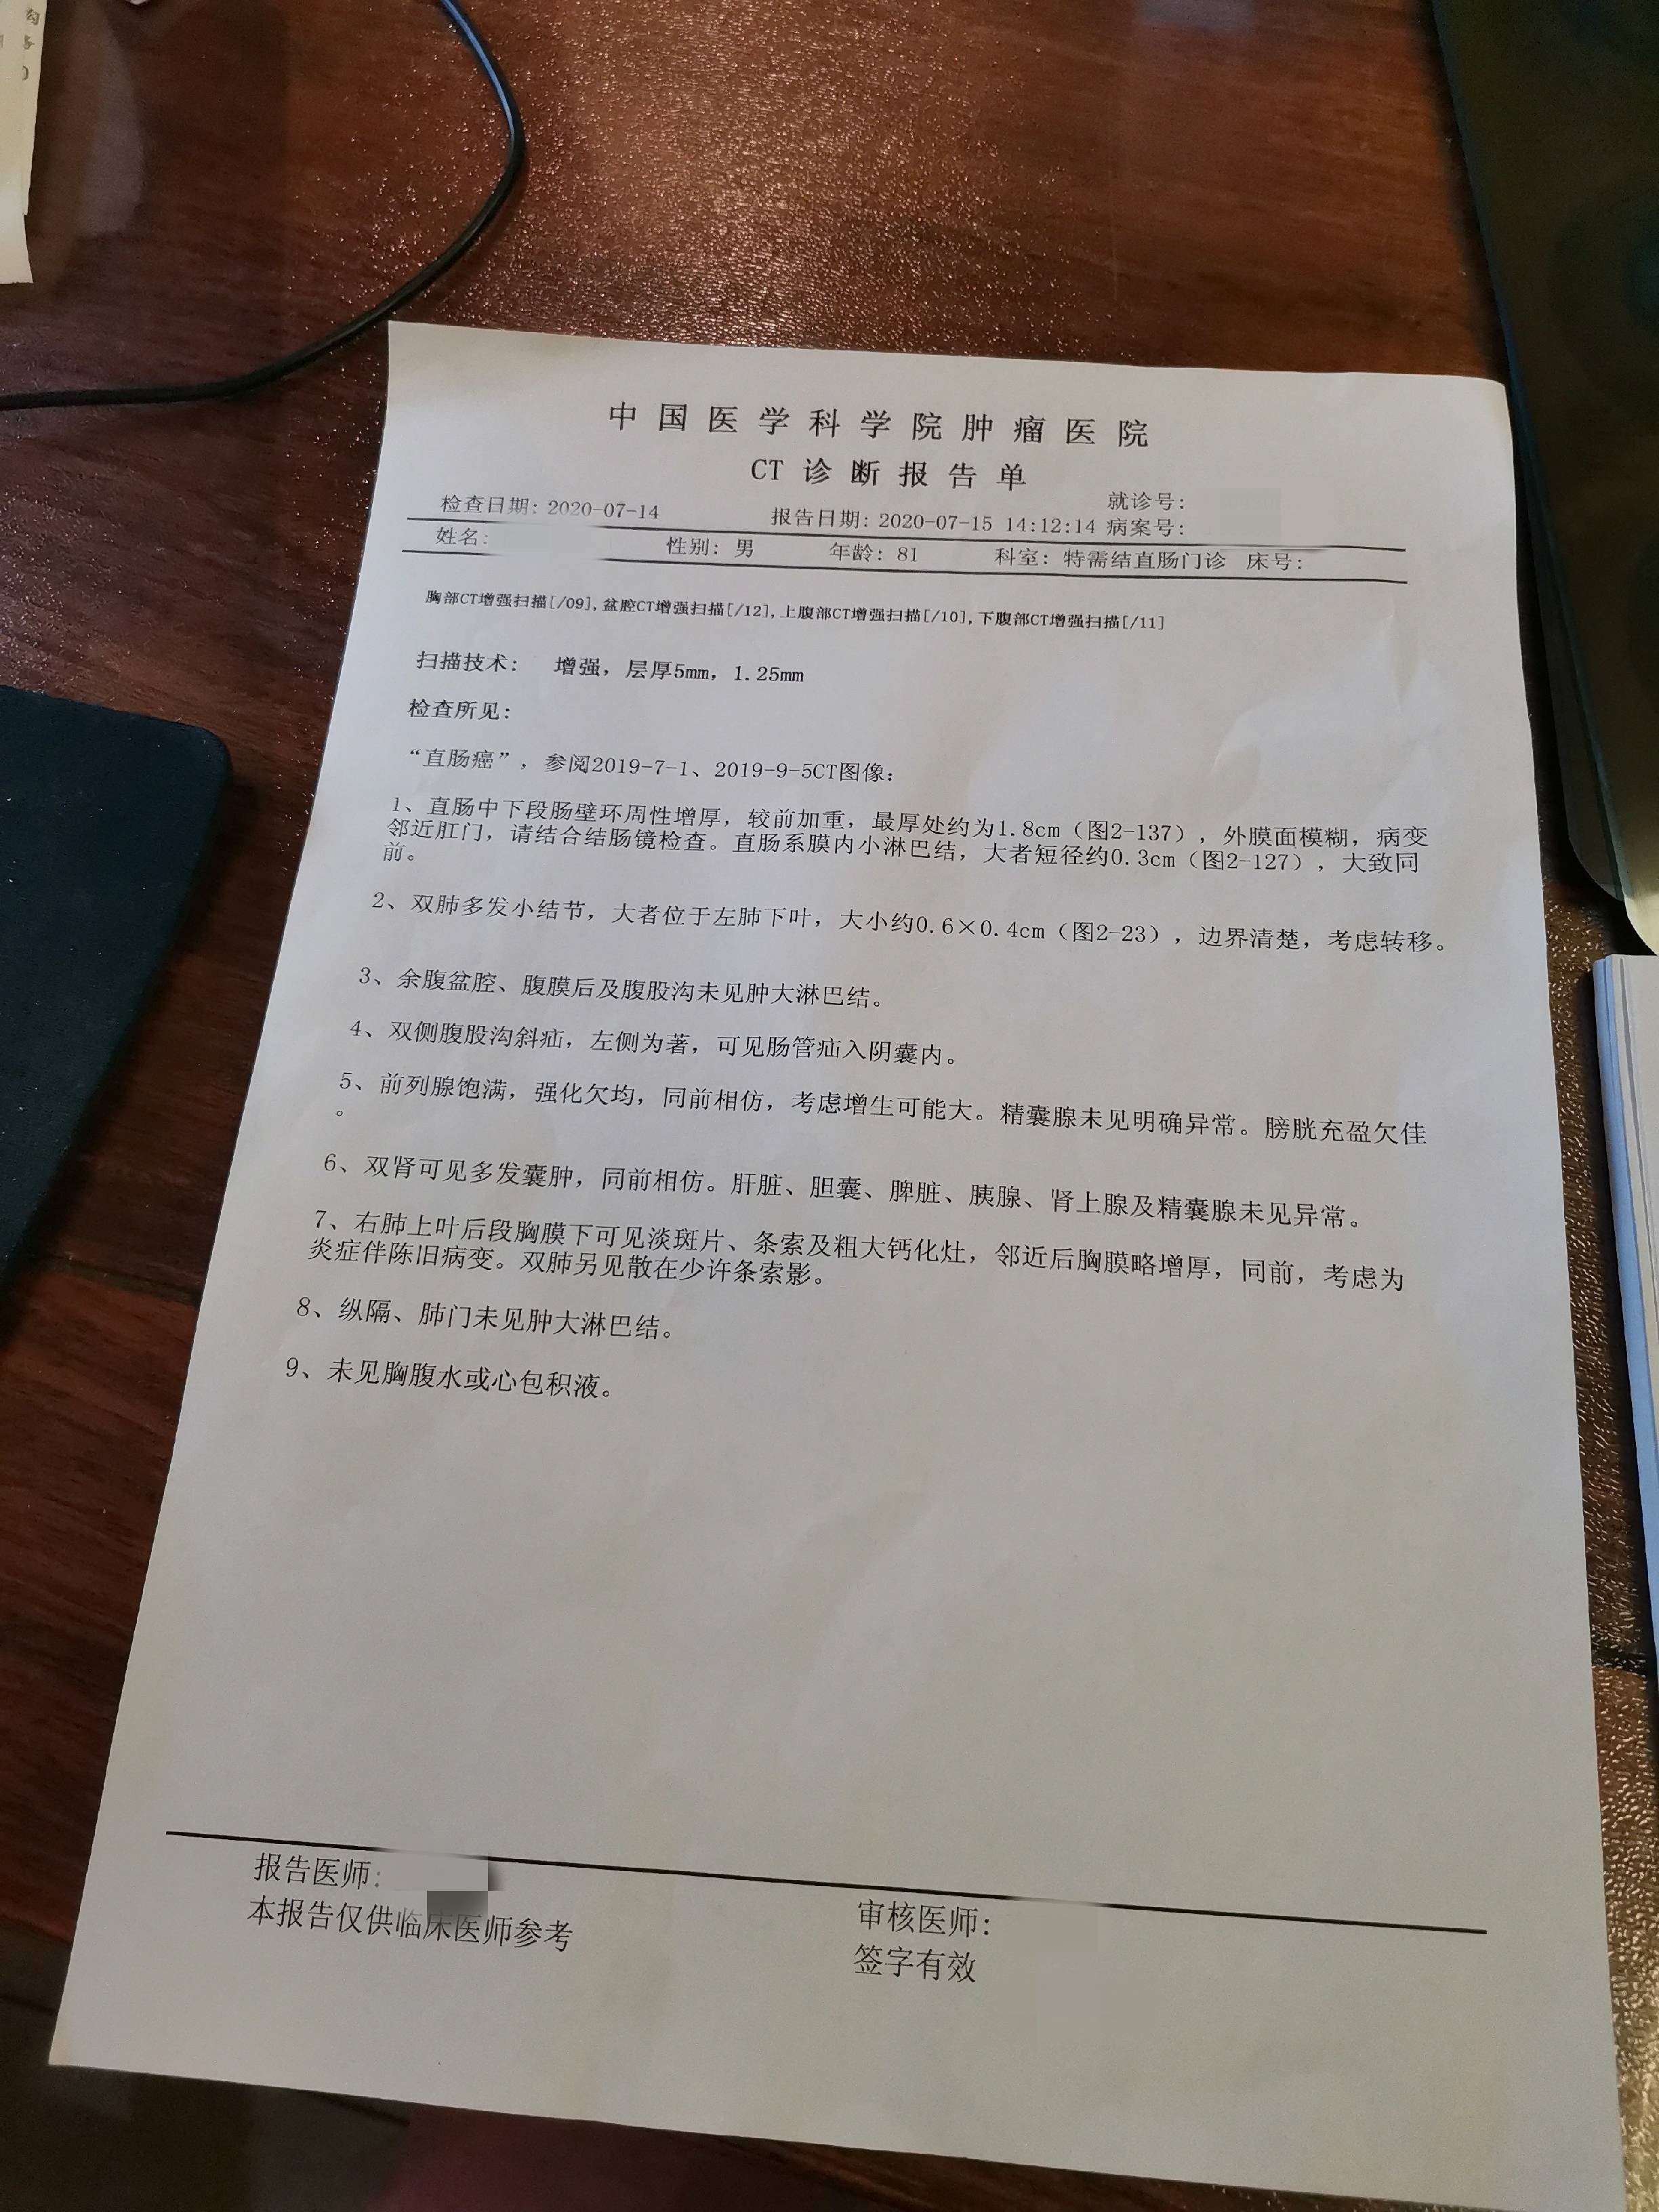 中国医学科学院肿瘤医院
CT诊断报告单
就诊号:
检查日期: 2020-07-14 报告日期: 2020-07-15 14:12:14 病案号:
姓名: 性别: 男 年龄: 81 科室: 特需结直肠门诊 床号:
胸部CT增强扫描[/09],盆腔CT增强扫描[/12],上腹部CT增强扫描[/10],下腹部CT增强扫描[/11]
扫描技术: 增强，层厚5mm，1.25mm
检查所见:
“直肠癌”，参阅2019-7-1、2019-9-5CT图像:
1、直肠中下段肠壁环周性增厚，较前加重，最厚处约为1.8cm（图2-137），外膜面模糊，病变
邻近肛门，请结合结肠镜检查。直肠系膜内小淋巴结，大者短径约0.3cm（图2-127），大致同
前。
2、双肺多发小结节，大者位于左肺下叶，大小约0.6×0.4cm（图2-23），边界清楚，考虑转移。
3、余腹盆腔、腹膜后及腹股沟未见肿大淋巴结。
4、双侧腹股沟斜疝，左侧为著，可见肠管疝入阴囊内。
5、前列腺饱满，强化欠均，同前相仿，考虑增生可能大。精囊腺未见明确异常。膀胱充盈欠佳
。
6、双肾可见多发囊肿，同前相仿。肝脏、胆囊、脾脏、胰腺、肾上腺及精囊腺未见异常。
7、右肺上叶后段胸膜下可见淡斑片、条索及粗大钙化灶，邻近后胸膜略增厚，同前，考虑为
炎症伴陈旧病变。双肺另见散在少许条索影。
8、纵隔、肺门未见肿大淋巴结。
9、未见胸腹水或心包积液。
报告医师:
本报告仅供临床医师参考
审核医师:
签字有效